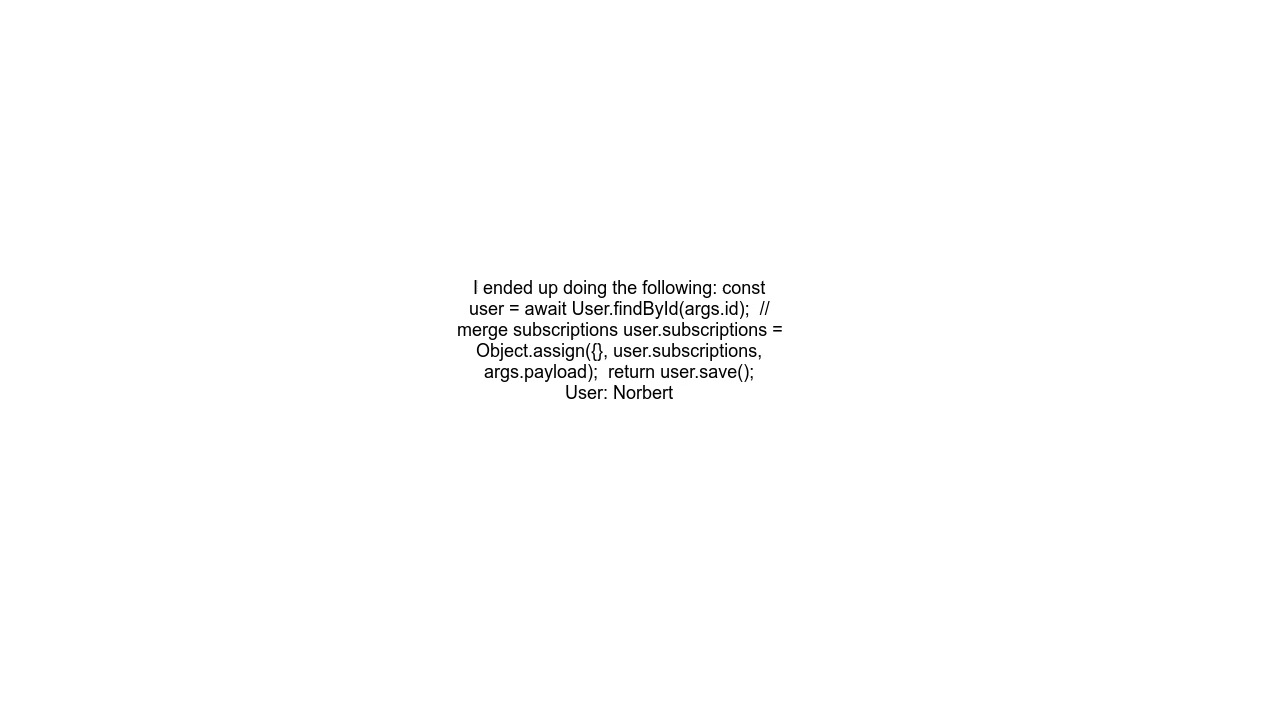 I ended up doing the following: const
user = await User.findById(args.id);  //
merge subscriptions user.subscriptions =
Object.assign({}, user.subscriptions,
args.payload);  return user.save();
User: Norbert